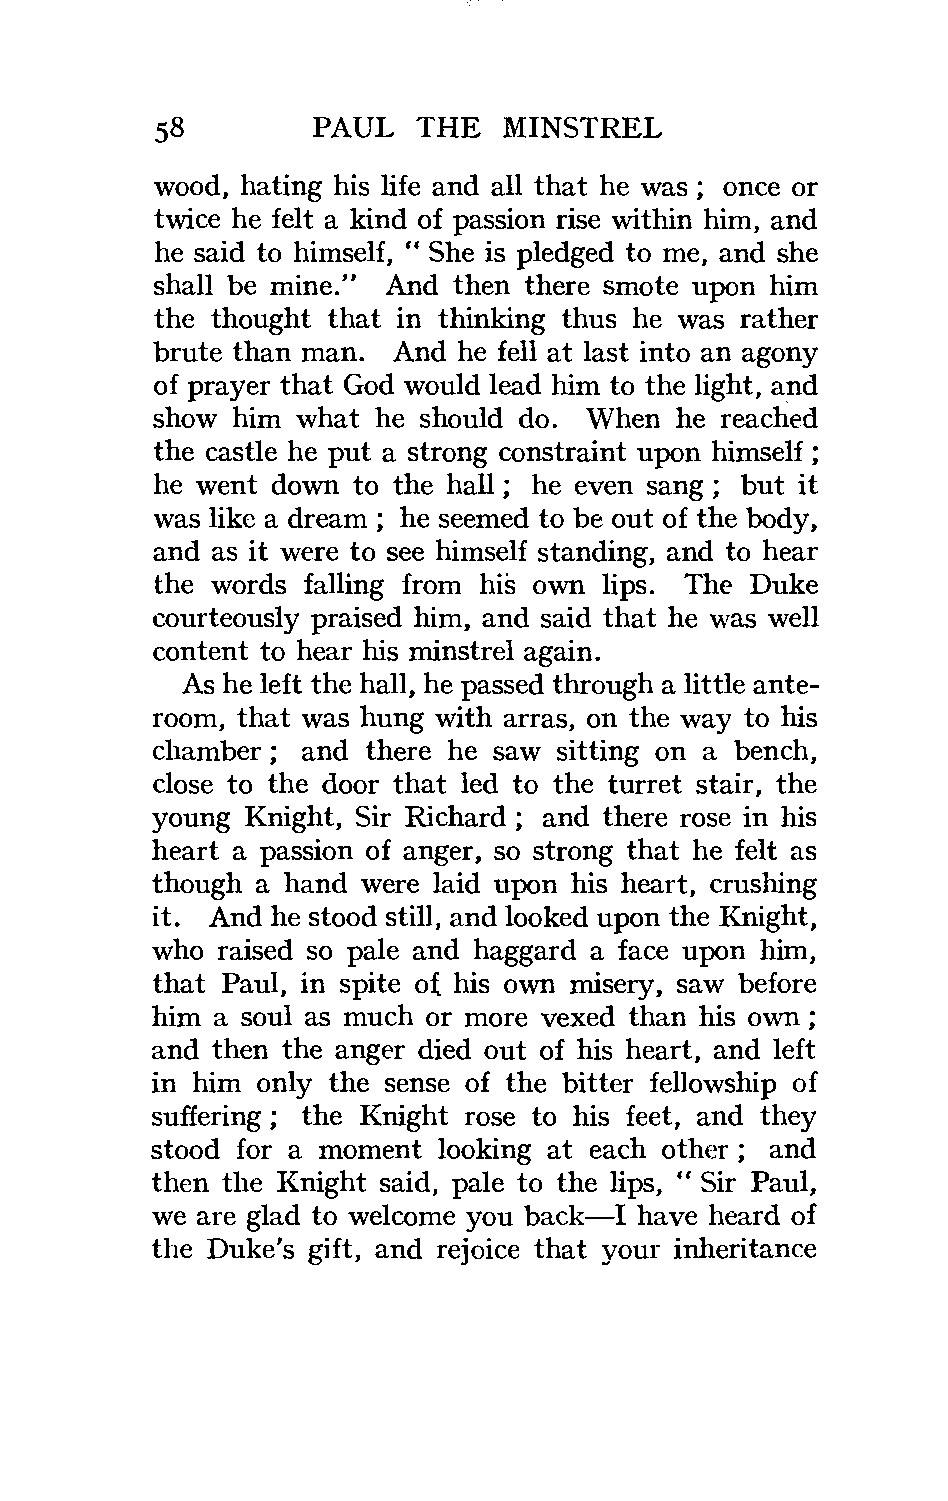 58 PAUL THE MINSTREL
wood, hating his life and all that he was ; once or
twice he felt a kind of passion rise within him, and
he said to himself, " She is pledged to me, and she
shall be mine." And then there smote upon him
the thought that in thinking thus he was rather
brute than man. And he fell at last into an agony
of prayer that God would lead him to the light, and
show him what he should do. When he reached
the castle he put a strong constraint upon himself ;
he went down to the hall ; he even sang ; but it
was like a dream ; he seemed to be out of the body,
and as it were to see himself standing, and to hear
the words falling from his own lips. The Duke
courteously praised him, and said that he was well
content to hear his minstrel again.
As he left the hall, he passed through a little ante-
room, that was hung with arras, on the way to his
chamber ; and there he saw sitting on a bench,
close to the door that led to the turret stair, the
young Knight, Sir Richard ; and there rose in his
heart a passion of anger, so strong that he felt as
though a hand were laid upon his heart, crushing
it. And he stood still, and looked upon the Knight,
who raised so pale and haggard a face upon him,
that Paul, in spite of his own misery, saw before
him a soul as much or more vexed than his own ;
and then the anger died out of his heart, and left
in him only the sense of the bitter fellowship of
suffering ; the Knight rose to his feet, and they
stood for a moment looking at each other ; and
then the Knight said, pale to the lips, " Sir Paul,
we are glad to welcome you back—I have heard of
the Duke's gift, and rejoice that your inheritance